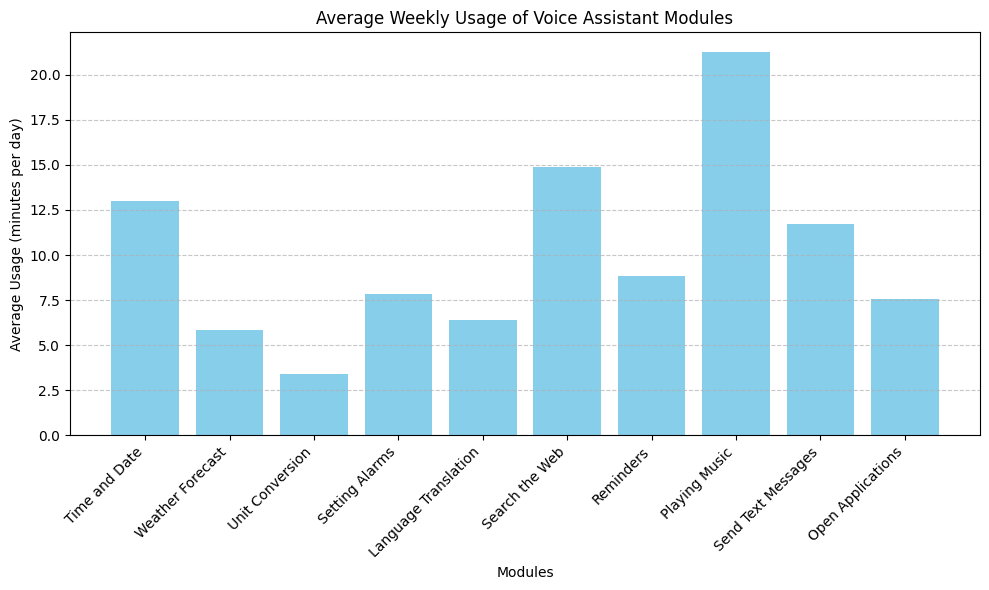 Average Weekly Usage of Voice Assistant Modules
Average Usage (minutes per day)
20.0
17.5
15.0
12.5
10.0
7.5
5.0
2.5
0.0
Time and Date
Weather Forecast
Unit Conversion
Setting Alarms
Language Translation
Search the Web
Reminders
Playing Music
Send Text Messages
Open Applications
Modules